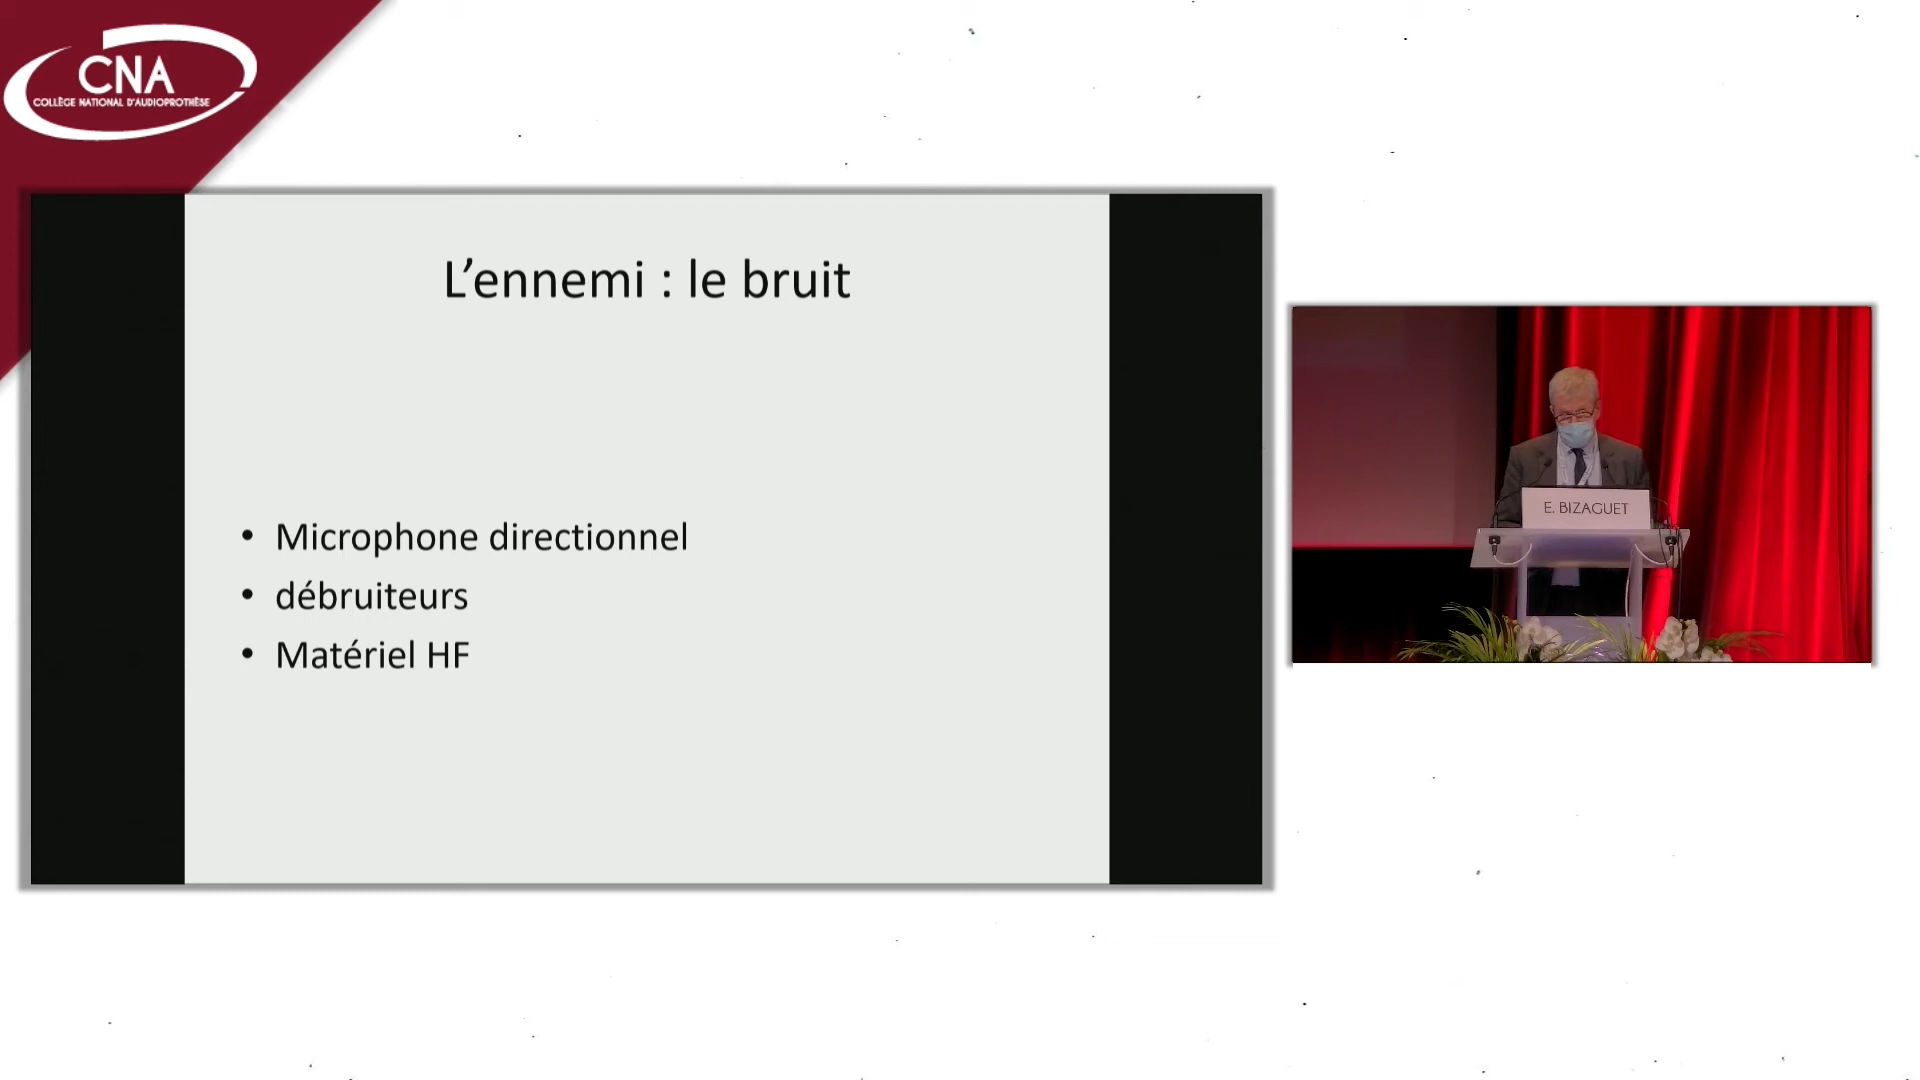 CNA
COLLÈGE NATIONAL D'AUDIOPROTHÈSE
L’ennemi : le bruit
• Microphone directionnel
• débruiteurs
• Matériel HF
E. BIZAGUET